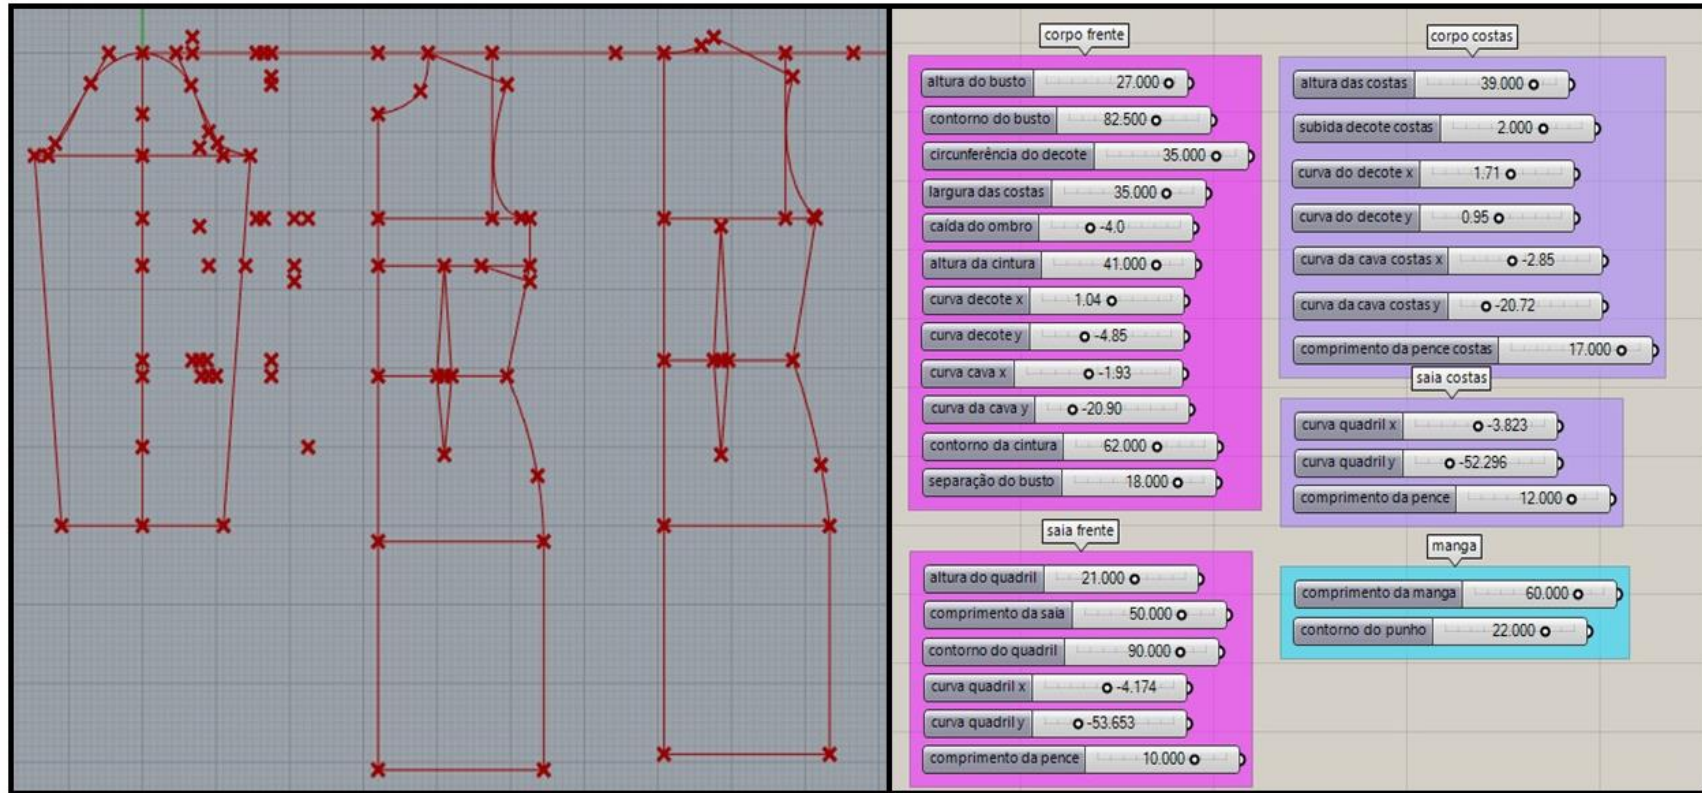 corpo frente
altura do busto 27.000
contorno do busto 82.500
circunferência do decote 35.000
largura das costas 35.000
caída do ombro -4.0
altura da cintura 41.000
curva decote x 1.04
curva decote y -4.85
curva cava x -1.93
curva da cava y -20.90
contorno da cintura 62.000
separação do busto 18.000
saia frente
altura do quadril 21.000
comprimento da saia 50.000
contorno do quadril 90.000
curva quadril x -4.174
curva quadril y -53.653
comprimento da pence 10.000
corpo costas
altura das costas 39.000
subida decote costas 2.000
curva do decote x 1.71
curva do decote y 0.95
curva da cava costas x -2.85
curva da cava costas y -20.72
comprimento da pence costas 17.000
saia costas
curva quadril x -3.823
curva quadril y -52.296
comprimento da pence 12.000
manga
comprimento da manga 60.000
contorno do punho 22.000